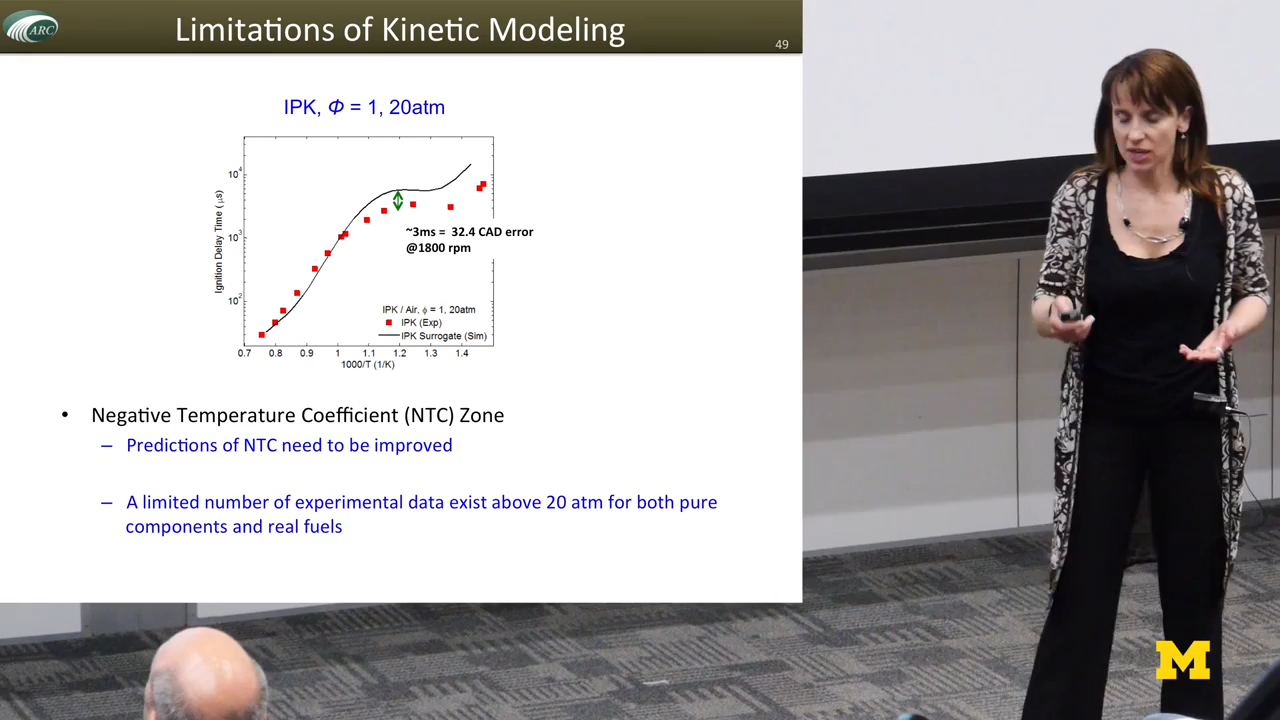 ARC
Limitations of Kinetic Modeling
49
IPK, Φ = 1, 20atm
Ignition Delay Time (μs)
10⁴
10³
10²
~3ms = 32.4 CAD error
@1800 rpm
IPK / Air, ϕ = 1, 20atm
IPK (Exp)
IPK Surrogate (Sim)
0.7 0.8 0.9 1 1.1 1.2 1.3 1.4
1000/T (1/K)
• Negative Temperature Coefficient (NTC) Zone
– Predictions of NTC need to be improved
– A limited number of experimental data exist above 20 atm for both pure
components and real fuels
M